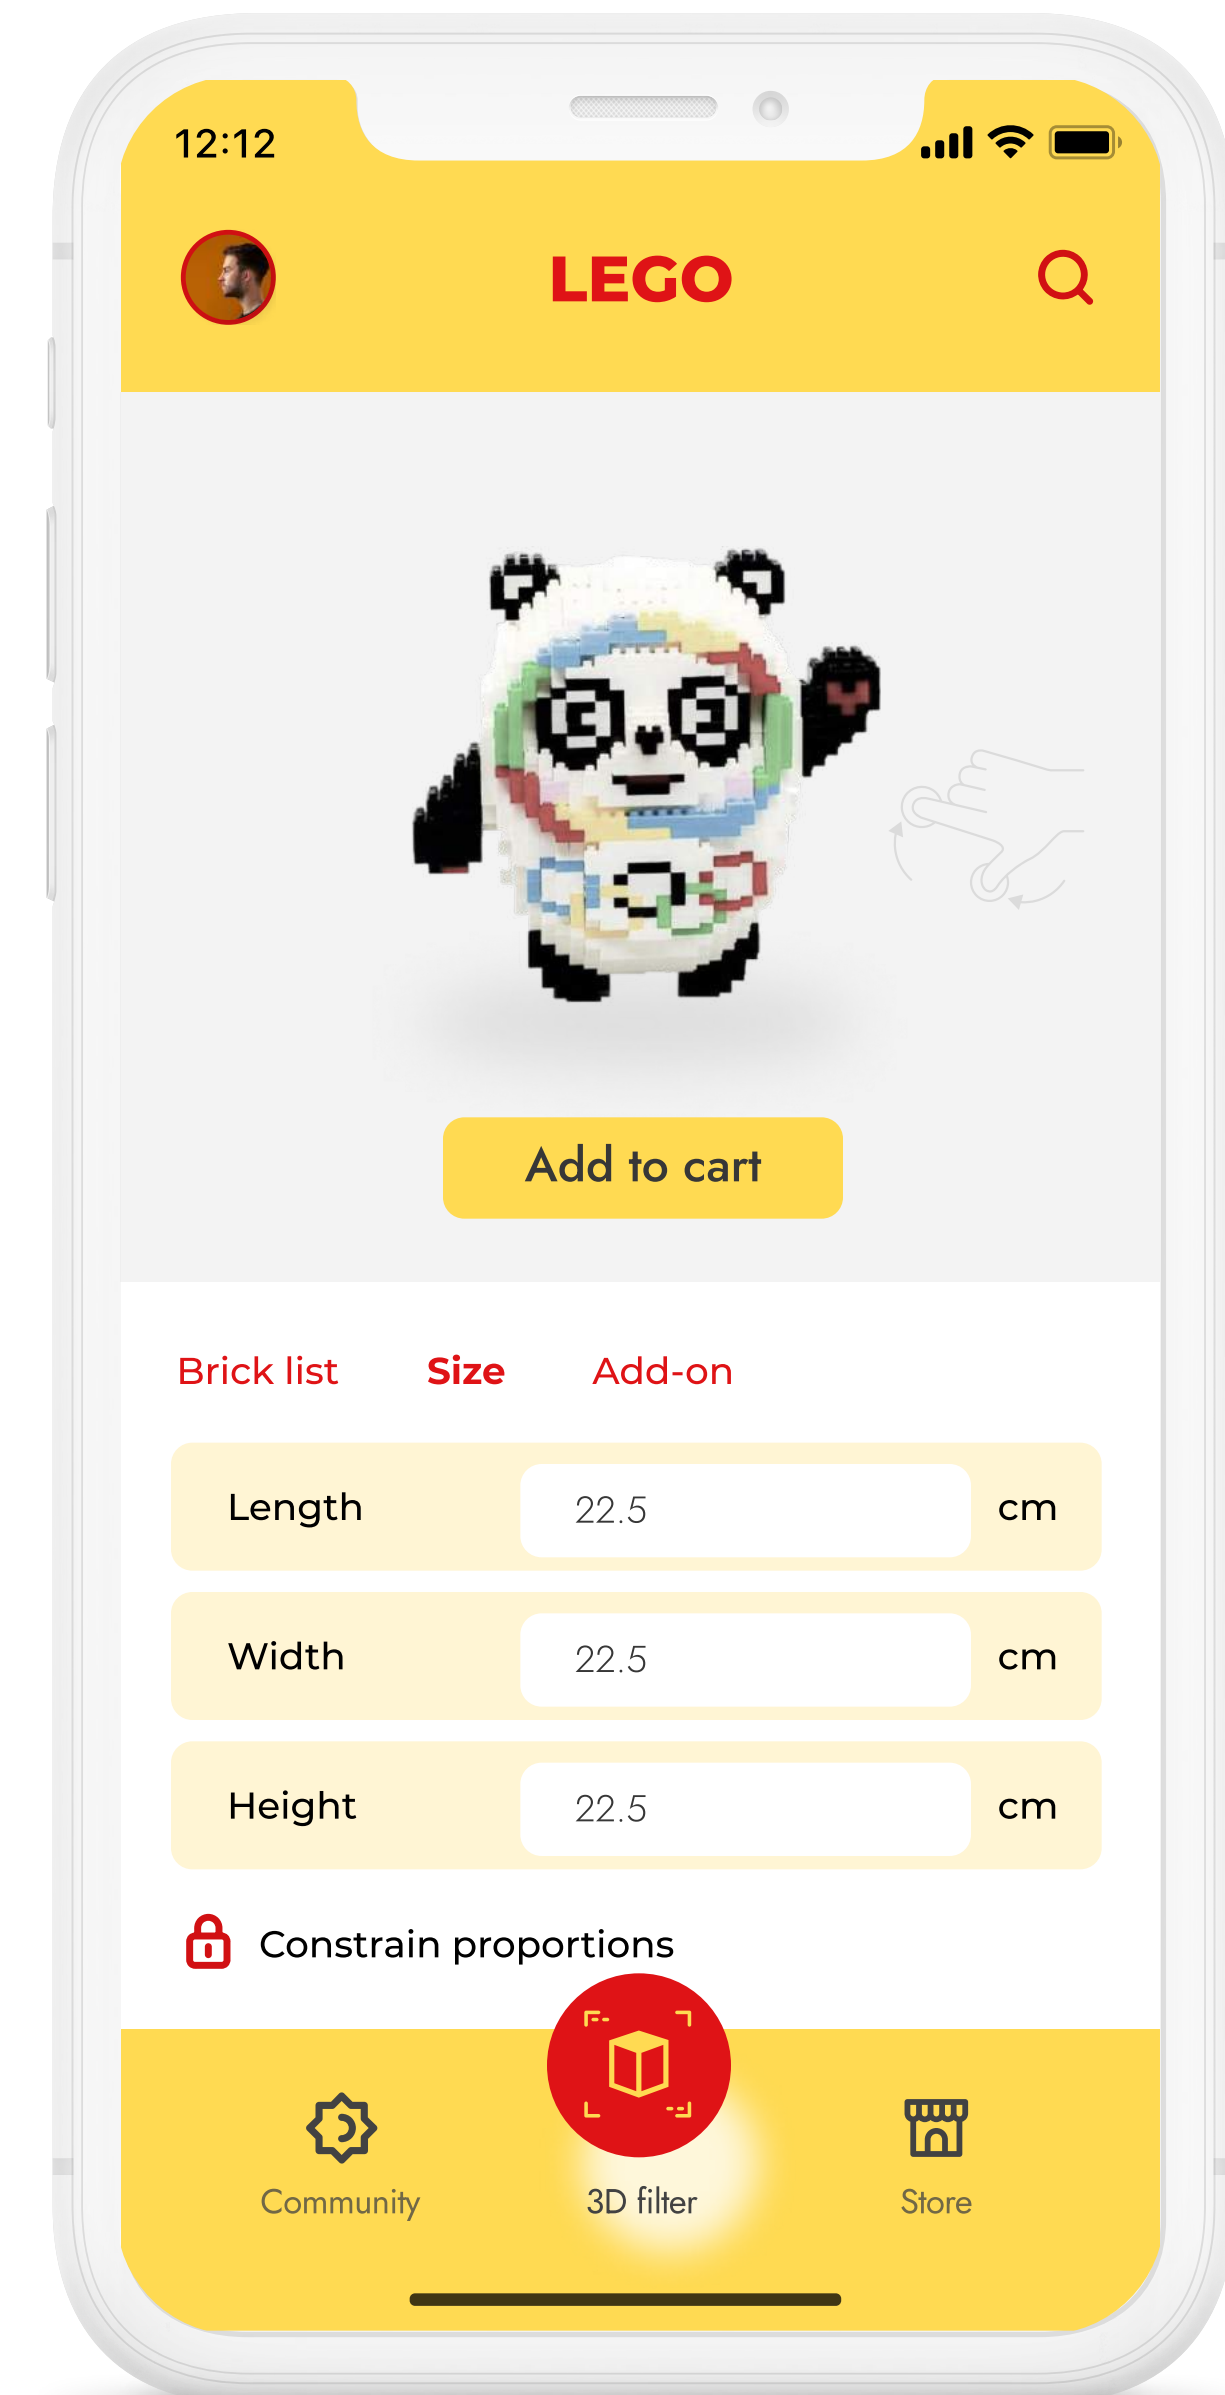 12:12
LEGO
Add to cart
Brick list Size Add-on
Length 22.5 cm
Width 22.5 cm
Height 22.5 cm
Constrain proportions
Community 3D filter Store